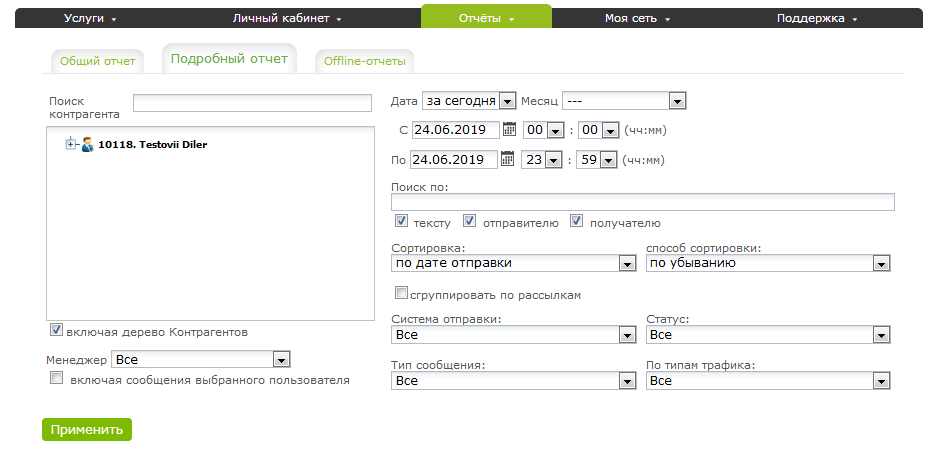 Услуги Личный кабинет Отчёты Моя сеть Поддержка
Общий отчет Подробный отчет Offline-отчеты
Поиск
контрагента
10118. Testovii Diler
включая дерево Контрагентов
Менеджер Все
включая сообщения выбранного пользователя
Применить
Дата за сегодня Месяц ---
С 24.06.2019 00 : 00 (чч:мм)
По 24.06.2019 23 : 59 (чч:мм)
Поиск по:
тексту отправителю получателю
Сортировка: способ сортировки:
по дате отправки по убыванию
сгруппировать по рассылкам
Система отправки: Статус:
Все Все
Тип сообщения: По типам трафика:
Все Все